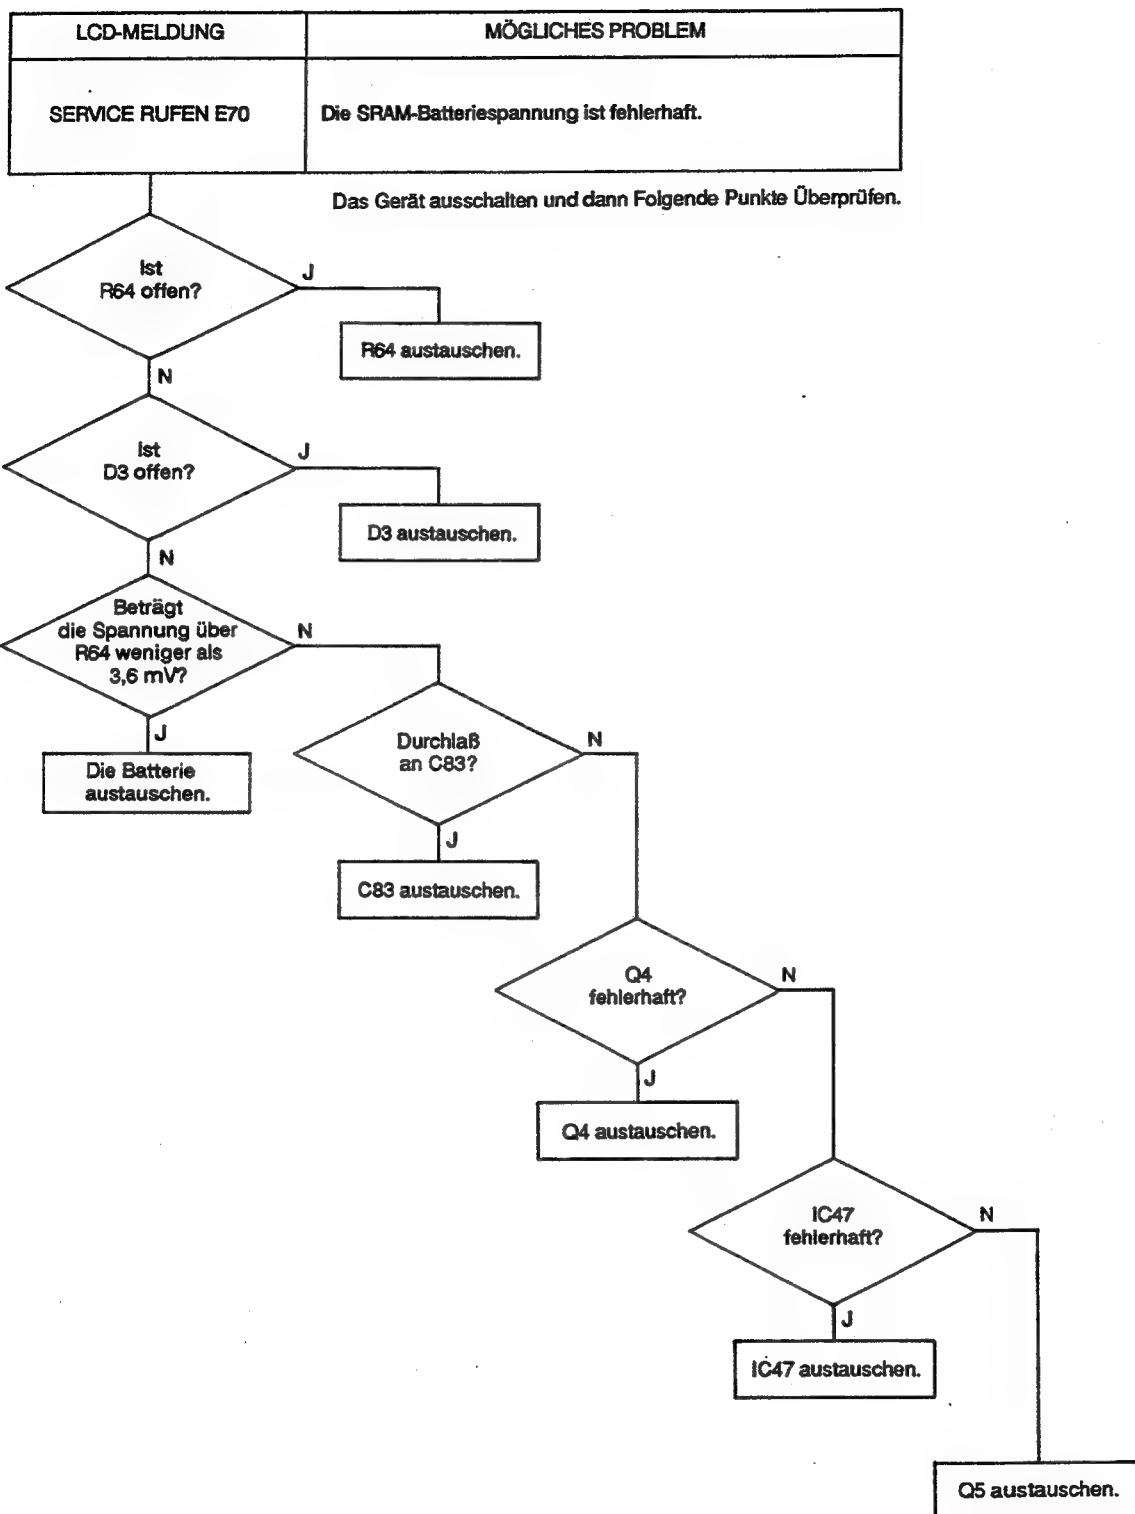 LCD-MELDUNG
MÖGLICHES PROBLEM
SERVICE RUFEN E70
Die SRAM-Batteriespannung ist fehlerhaft.
Das Gerät ausschalten und dann Folgende Punkte Überprüfen.
Ist
R64 offen?
J
R64 austauschen.
N
Ist
D3 offen?
J
D3 austauschen.
N
Beträgt
die Spannung über
R64 weniger als
3,6 mV?
N
J
Die Batterie
austauschen.
Durchlaß
an C83?
N
J
C83 austauschen.
Q4
fehlerhaft?
N
J
Q4 austauschen.
IC47
fehlerhaft?
N
J
IC47 austauschen.
Q5 austauschen.